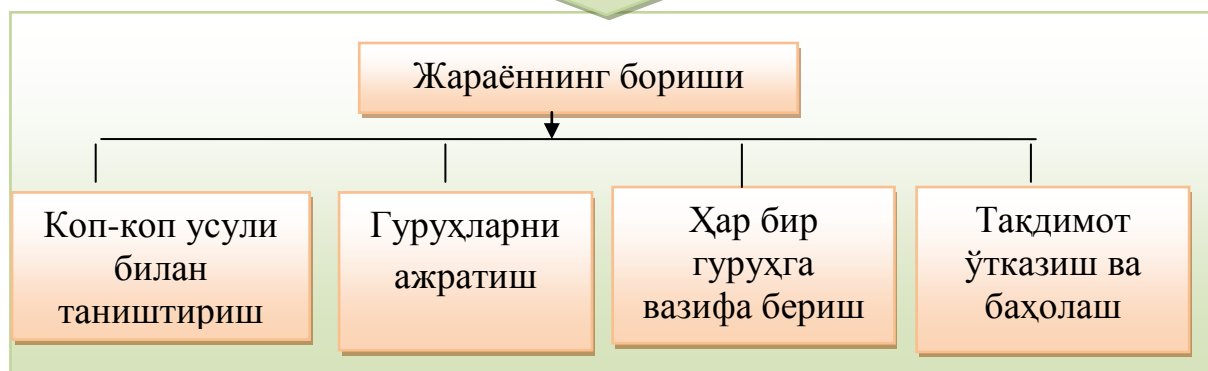 Жараённинг бориши
Коп-коп усули
билан
таништириш
Гуруҳларни
ажратиш
Ҳар бир
гуруҳга
вазифа бериш
Тақдимот
ўтказиш ва
баҳолаш